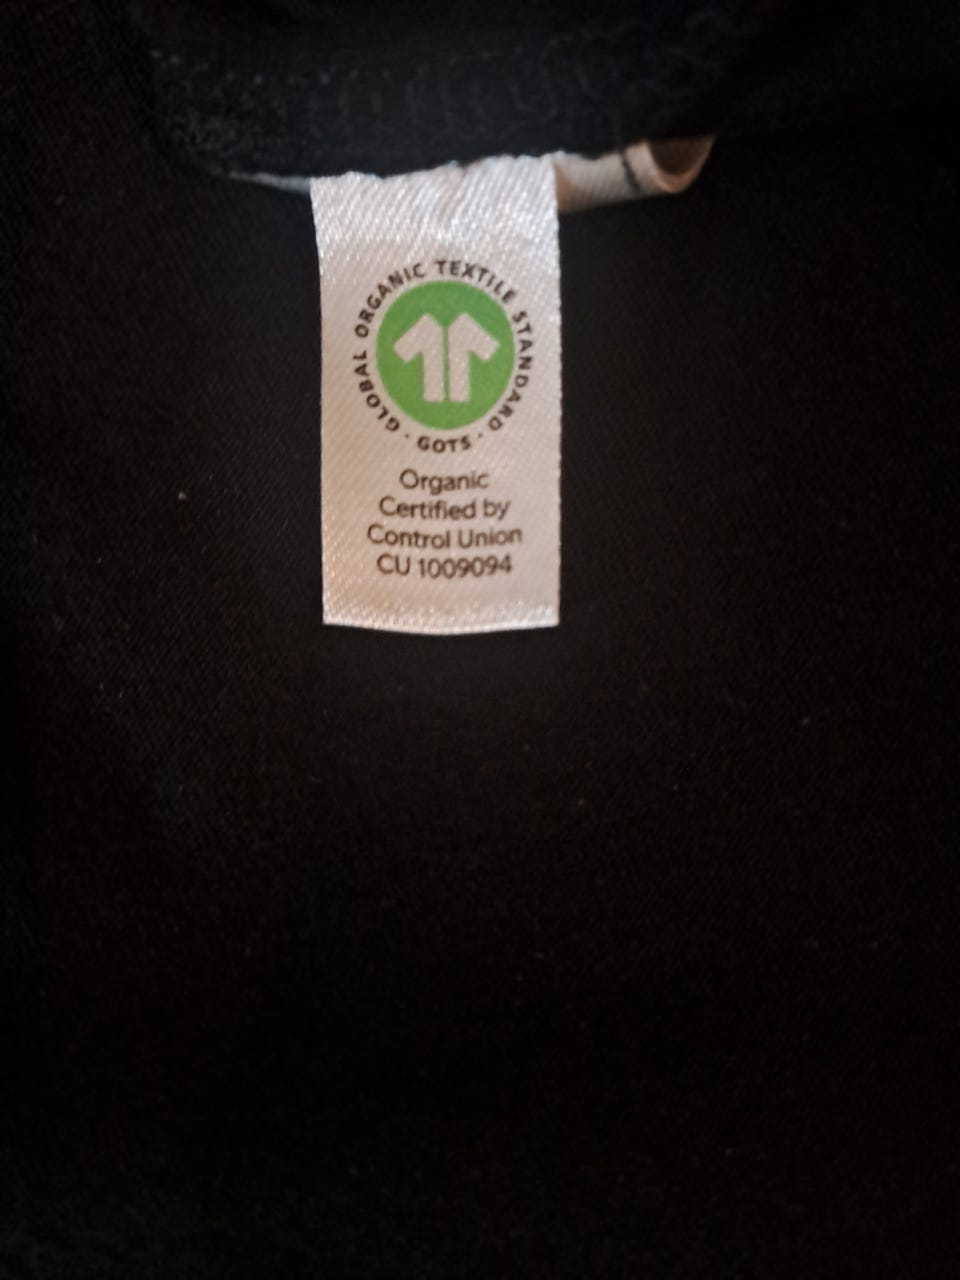 GLOBAL ORGANIC TEXTILE STANDARD
· GOTS ·
Organic
Certified by
Control Union
CU 1009094